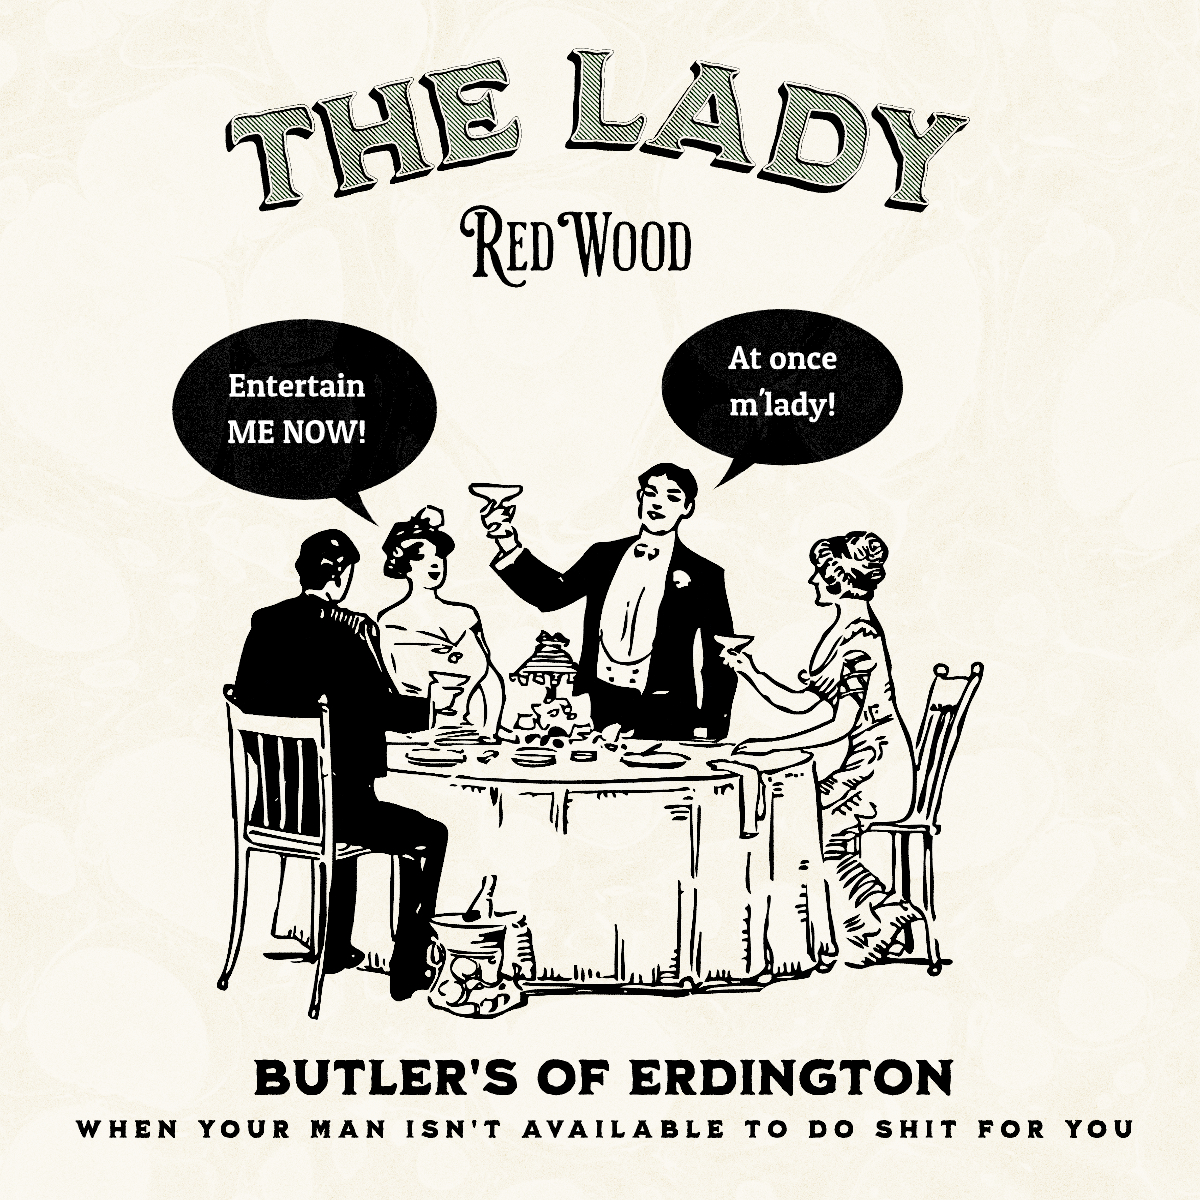 THE LADY
RED WOOD
Entertain
ME NOW!
At once
m'lady!
BUTLER'S OF ERDINGTON
WHEN YOUR MAN ISN'T AVAILABLE TO DO SHIT FOR YOU